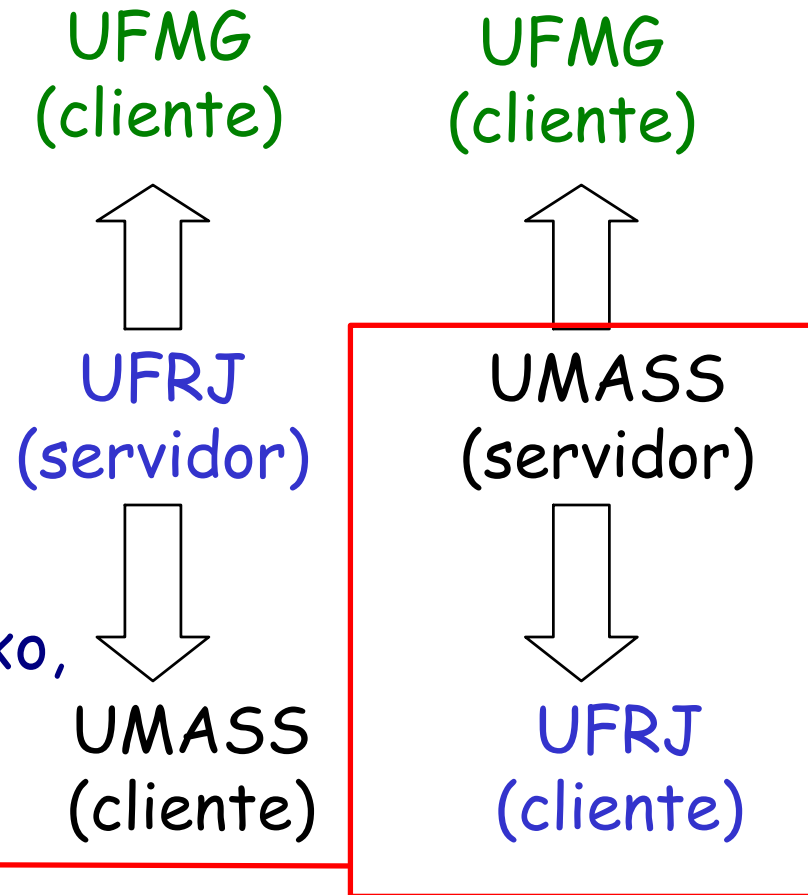 UFMG
(cliente)
UFRJ
(servidor)
UMASS
(cliente)
UFMG
(cliente)
UMASS
(servidor)
UFRJ
(cliente)